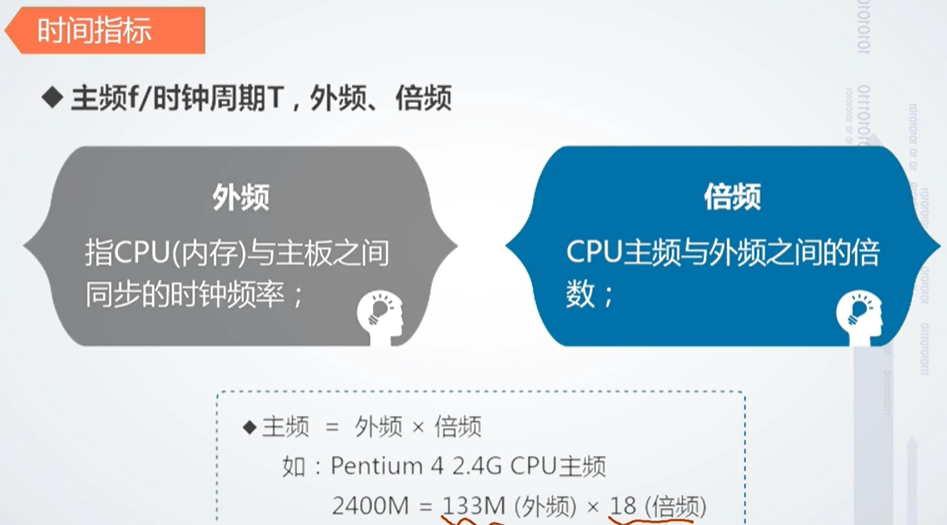 时间指标
◆ 主频f/时钟周期T，外频、倍频
外频
指CPU(内存)与主板之间
同步的时钟频率；
倍频
CPU主频与外频之间的倍
数；
◆主频 = 外频 × 倍频
如：Pentium 4 2.4G CPU主频
2400M = 133M (外频) × 18 (倍频)